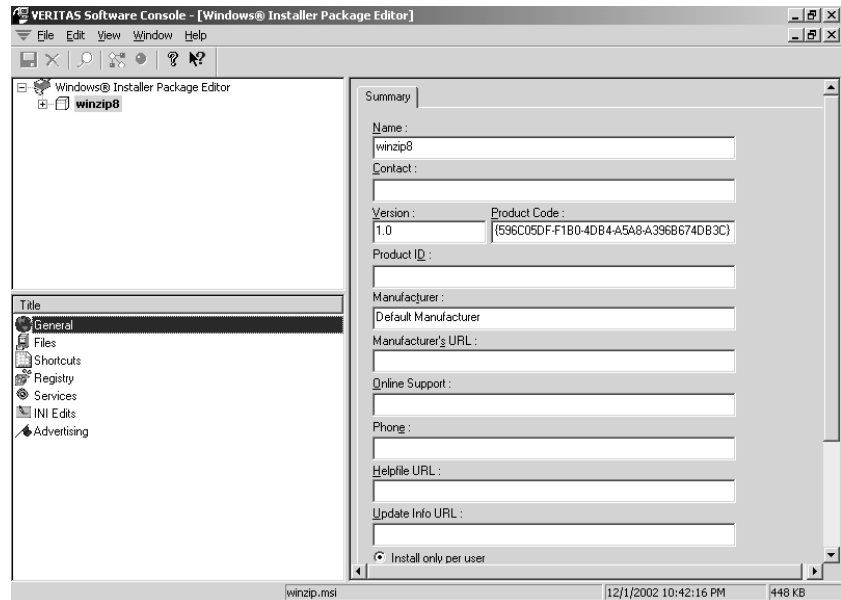 VERITAS Software Console - [Windows® Installer Package Editor]
File Edit View Window Help
Windows® Installer Package Editor
winzip8
Title
General
Files
Shortcuts
Registry
Services
INI Edits
Advertising
Summary
Name :
winzip8
Contact :
Version : Product Code :
1.0 {596C05DF-F1B0-4DB4-A5A8-A396B674DB3C}
Product ID :
Manufacturer :
Default Manufacturer
Manufacturer's URL :
Online Support :
Phone :
Helpfile URL :
Update Info URL :
Install only per user
winzip.msi 12/1/2002 10:42:16 PM 448 KB